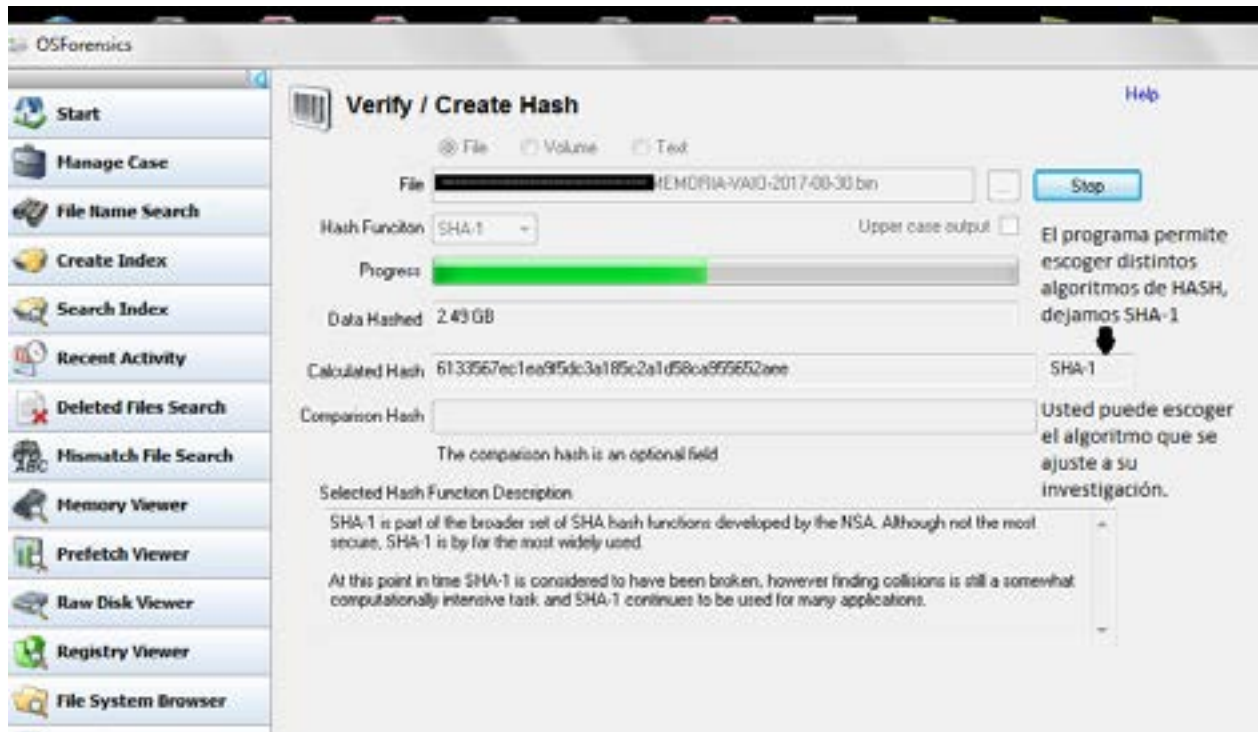 OSForensics
Start
Manage Case
File Name Search
Create Index
Search Index
Recent Activity
Deleted Files Search
Mismatch File Search
Memory Viewer
Prefetch Viewer
Raw Disk Viewer
Registry Viewer
File System Browser
Verify / Create Hash
Help
File
Volume
Text
File
MEMORIA-VAIO-2017-08-30.bin
...
Stop
Hash Funciton
SHA-1
Upper case output
Progress
Data Hashed
2.49 GB
Calculated Hash
SHA-1
Comparison Hash
The comparison hash is an optional field
El programa permite
escoger distintos
algoritmos de HASH,
dejamos SHA-1
Usted puede escoger
el algoritmo que se
ajuste a su
investigación.
Selected Hash Function Description
SHA-1 is part of the broader set of SHA hash functions developed by the NSA. Although not the most
secure, SHA-1 is by far the most widely used.
At this point in time SHA-1 is considered to have been broken, however finding collisions is still a somewhat
computationally intensive task and SHA-1 continues to be used for many applications.